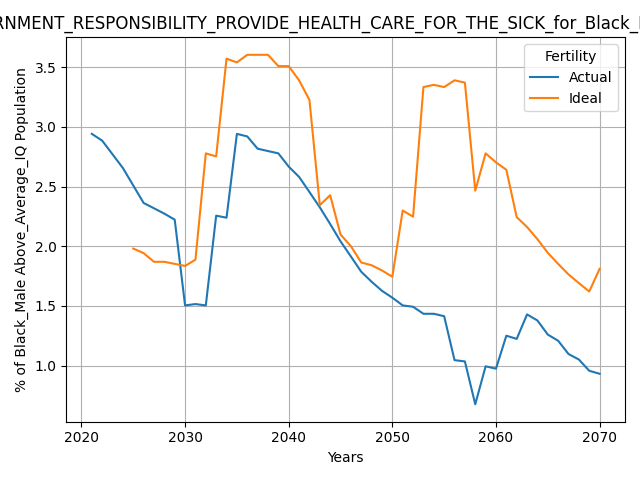 RNMENT_RESPONSIBILITY_PROVIDE_HEALTH_CARE_FOR_THE_SICK_for_Black_
Fertility
Actual
Ideal
% of Black_Male Above_Average_IQ Population
3.5
3.0
2.5
2.0
1.5
1.0
2020 2030 2040 2050 2060 2070
Years